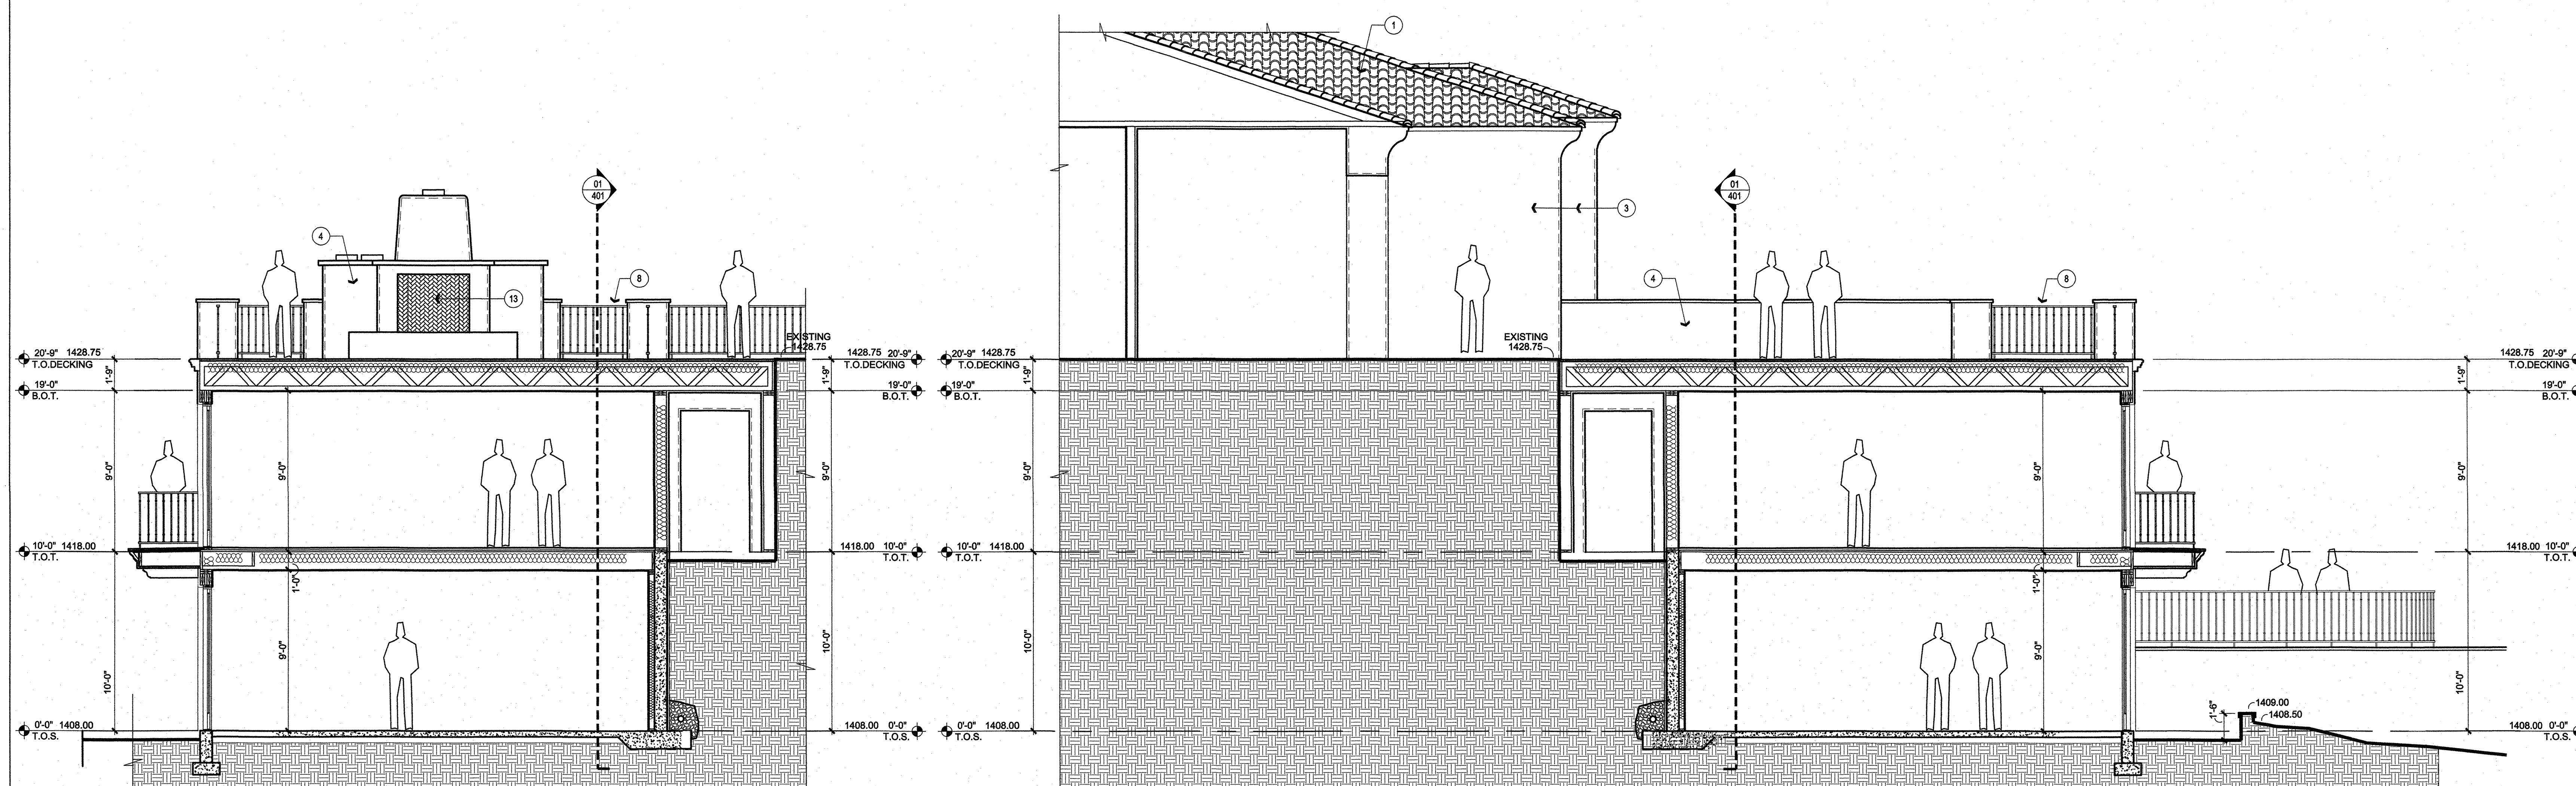 1
01
401
01
401
4
3
8
13
4
8
EXISTING
1428.75
EXISTING
1428.75
20'-9" 1428.75
T.O.DECKING
1'-9"
19'-0"
B.O.T.
9'-0"
9'-0"
10'-0" 1418.00
T.O.T.
1'-0"
10'-0"
9'-0"
0'-0" 1408.00
T.O.S.
1'-9"
1428.75 20'-9"
T.O.DECKING
19'-0"
B.O.T.
9'-0"
1418.00 10'-0"
T.O.T.
10'-0"
1408.00 0'-0"
T.O.S.
20'-9" 1428.75
T.O.DECKING
1'-9"
19'-0"
B.O.T.
9'-0"
10'-0" 1418.00
T.O.T.
10'-0"
0'-0" 1408.00
T.O.S.
9'-0"
1'-0"
9'-0"
1428.75 20'-9"
T.O.DECKING
1'-9"
19'-0"
B.O.T.
9'-0"
1418.00 10'-0"
T.O.T.
10'-0"
1'-6"
1409.00
1408.50
1408.00 0'-0"
T.O.S.